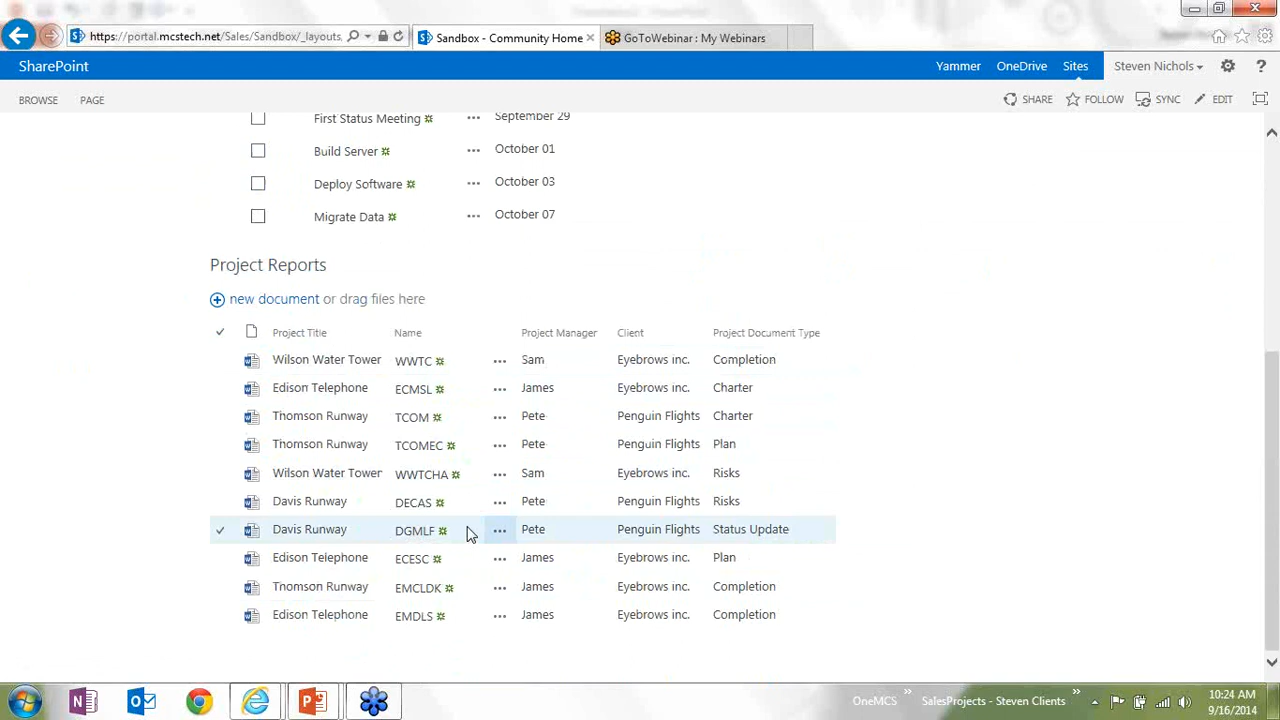 https://portal.mcstech.net/Sales/Sandbox/_layouts,
Sandbox - Community Home
GoToWebinar : My Webinars
SharePoint
Yammer OneDrive Sites Steven Nichols ?
BROWSE PAGE SHARE FOLLOW SYNC EDIT
First Status Meeting ... September 29
Build Server ... October 01
Deploy Software ... October 03
Migrate Data ... October 07
Project Reports
new document or drag files here
Project Title Name Project Manager Client Project Document Type
Wilson Water Tower WWTC ... Sam Eyebrows inc. Completion
Edison Telephone ECMSL ... James Eyebrows inc. Charter
Thomson Runway TCOM ... Pete Penguin Flights Charter
Thomson Runway TCOMEC ... Pete Penguin Flights Plan
Wilson Water Tower WWTCHA ... Sam Eyebrows inc. Risks
Davis Runway DECAS ... Pete Penguin Flights Risks
Davis Runway DGMLF ... Pete Penguin Flights Status Update
Edison Telephone ECESC ... James Eyebrows inc. Plan
Thomson Runway EMCLDK ... James Eyebrows inc. Completion
Edison Telephone EMDLS ... James Eyebrows inc. Completion
OneMCS » SalesProjects - Steven Clients »
10:24 AM
9/16/2014